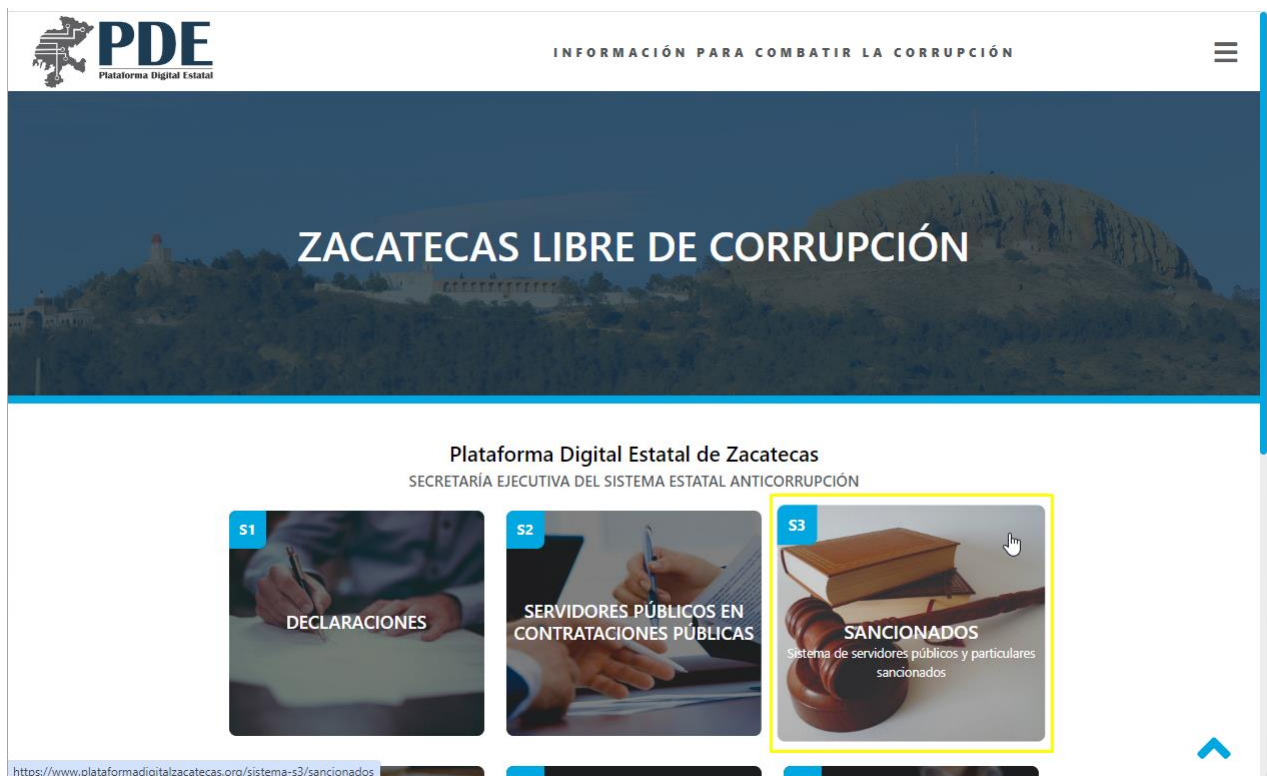 PDE
Plataforma Digital Estatal
INFORMACIÓN PARA COMBATIR LA CORRUPCIÓN
ZACATECAS LIBRE DE CORRUPCIÓN
Plataforma Digital Estatal de Zacatecas
SECRETARÍA EJECUTIVA DEL SISTEMA ESTATAL ANTICORRUPCIÓN
S1
DECLARACIONES
S2
SERVIDORES PÚBLICOS EN
CONTRATACIONES PÚBLICAS
S3
SANCIONADOS
Sistema de servidores públicos y particulares
sancionados
https://www.plataformadigitalzacatecas.org/sistema-s3/sancionados